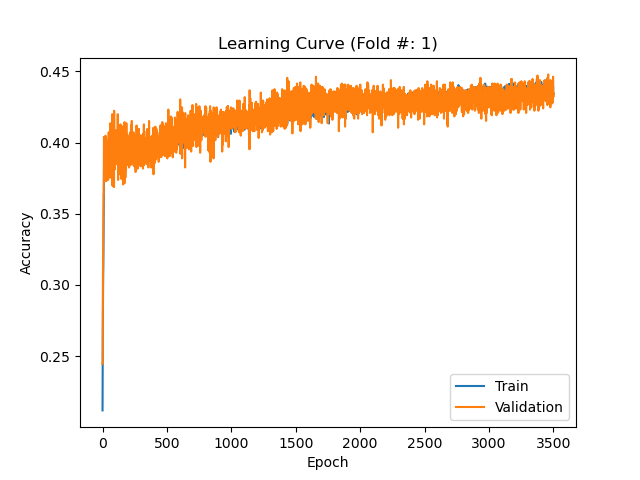 Learning Curve (Fold #: 1)
0.45
0.40
0.35
0.30
0.25
Accuracy
Train
Validation
0 500 1000 1500 2000 2500 3000 3500
Epoch